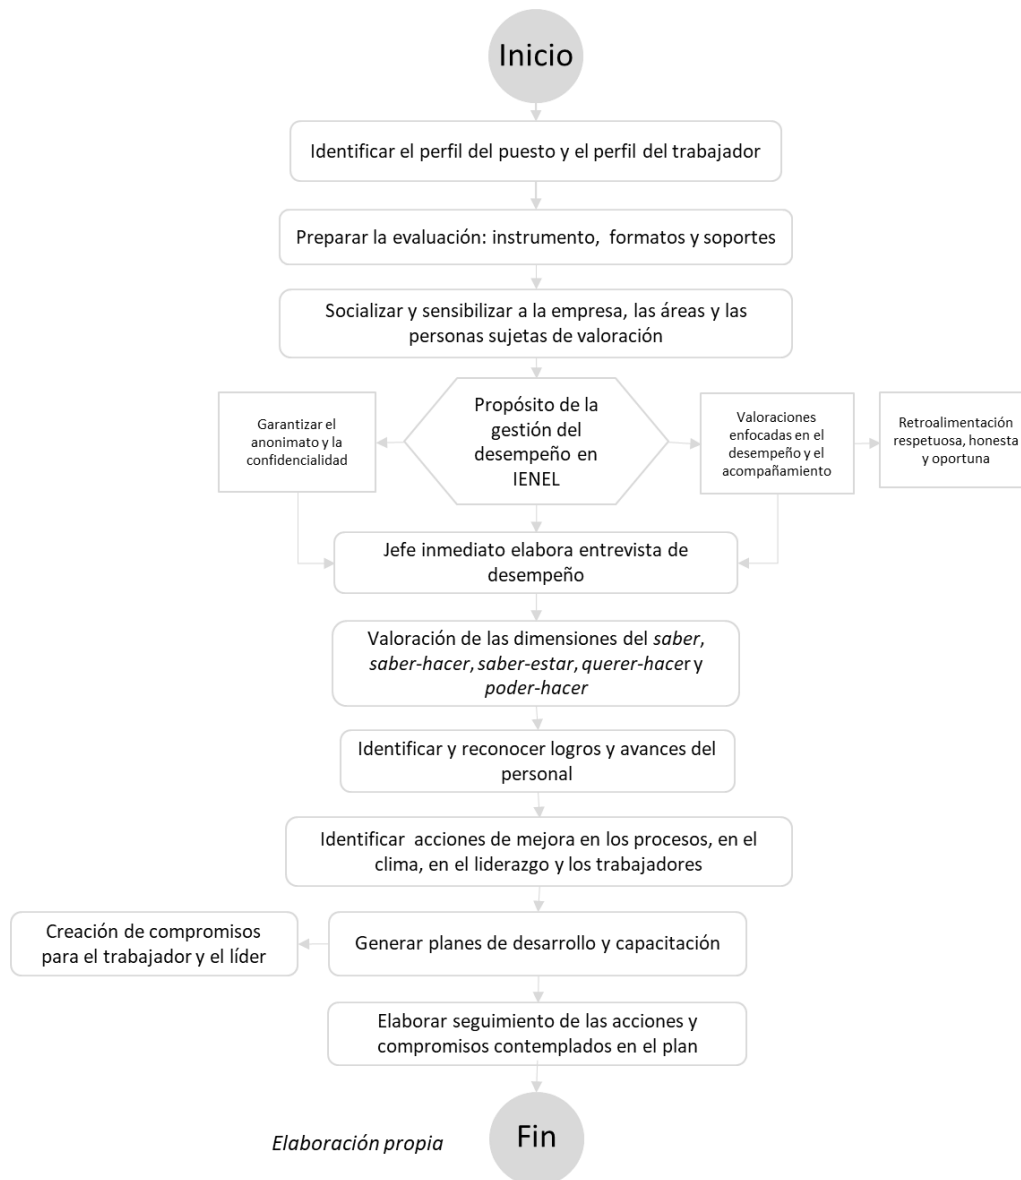 Inicio
Identificar el perfil del puesto y el perfil del trabajador
Preparar la evaluación: instrumento, formatos y soportes
Socializar y sensibilizar a la empresa, las áreas y las
personas sujetas de valoración
Garantizar el
anonimato y la
confidencialidad
Propósito de la
gestión del
desempeño en
IENEL
Valoraciones
enfocadas en el
desempeño y el
acompañamiento
Retroalimentación
respetuosa, honesta
y oportuna
Jefe inmediato elabora entrevista de
desempeño
Valoración de las dimensiones del saber,
saber-hacer, saber-estar, querer-hacer y
poder-hacer
Identificar y reconocer logros y avances del
personal
Identificar acciones de mejora en los procesos, en el
clima, en el liderazgo y los trabajadores
Creación de compromisos
para el trabajador y el líder
Generar planes de desarrollo y capacitación
Elaborar seguimiento de las acciones y
compromisos contemplados en el plan
Elaboración propia
Fin